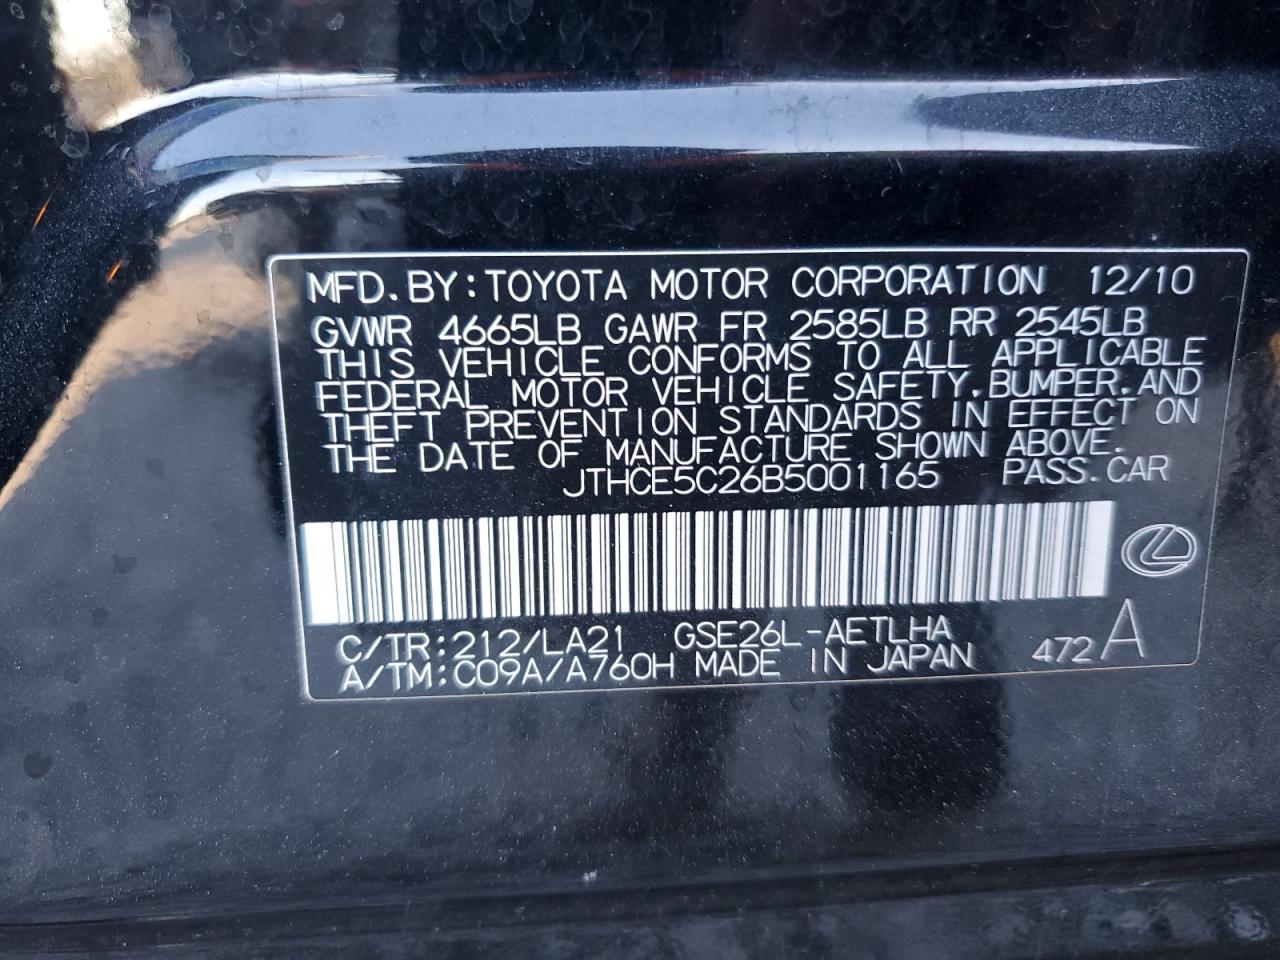 MFD.BY:TOYOTA MOTOR CORPORATION 12/10
GVWR 4665LB GAWR FR 2585LB RR 2545LB
THIS VEHICLE CONFORMS TO ALL APPLICABLE
FEDERAL MOTOR VEHICLE SAFETY,BUMPER,AND
THEFT PREVENTION STANDARDS IN EFFECT ON
THE DATE OF MANUFACTURE SHOWN ABOVE.
JTHCE5C26B5001165 PASS.CAR
C/TR:212/LA21 GSE26L-AETLHA
A/TM:C09A/A760H MADE IN JAPAN 472A